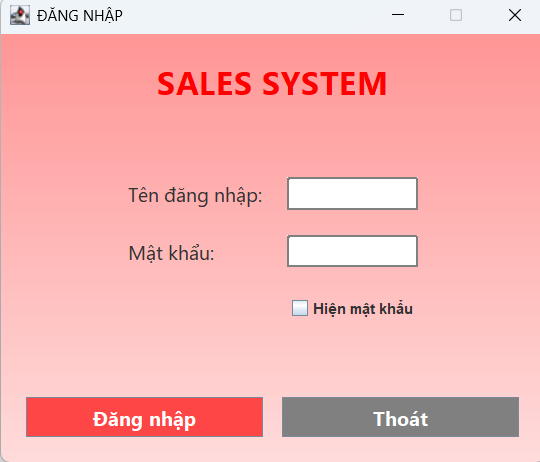 ĐĂNG NHẬP
SALES SYSTEM
Tên đăng nhập:
Mật khẩu:
Hiện mật khẩu
Đăng nhập
Thoát